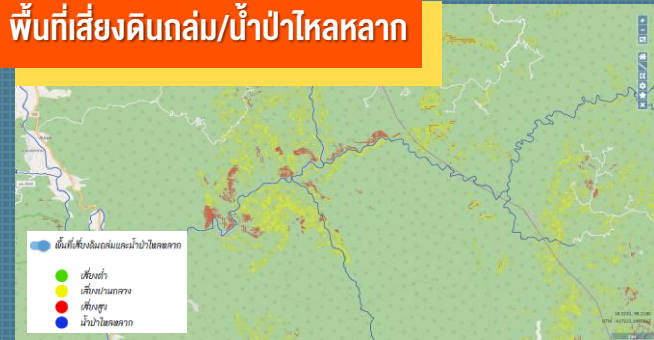 พื้นที่เสี่ยงดินถล่ม/น้ำป่าไหลหลาก
พื้นที่เสี่ยงดินถล่มและน้ำป่าไหลหลาก
เสี่ยงต่ำ
เสี่ยงปานกลาง
เสี่ยงสูง
น้ำป่าไหลหลาก